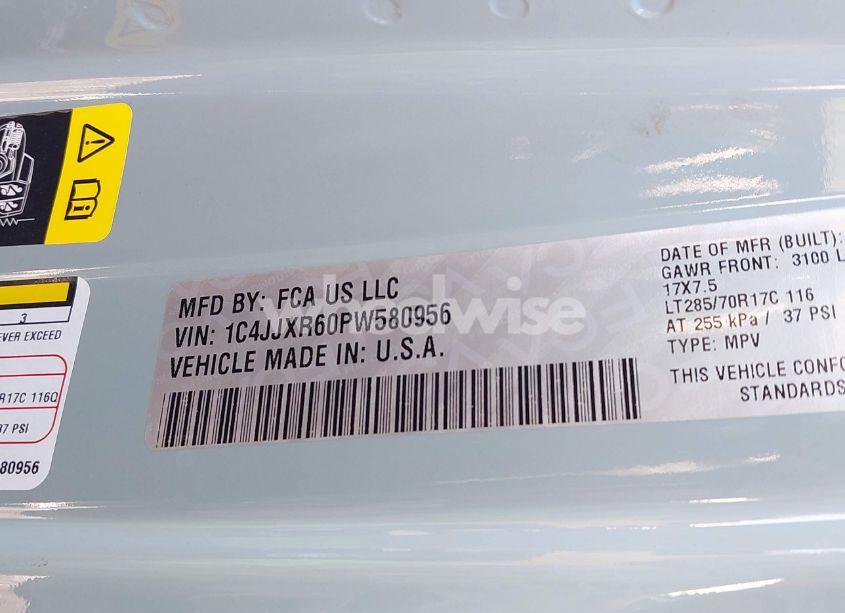 3
EVER EXCEED
R17C 116Q
37 PSI
80956
MFD BY: FCA US LLC
VIN: 1C4JJXR60PW580956
VEHICLE MADE IN: U.S.A.
DATE OF MFR (BUILT):
GAWR FRONT: 3100 L
17X7.5
LT285/70R17C 116
AT 255 kPa/ 37 PSI
TYPE: MPV
THIS VEHICLE CONFO
STANDARDS
wheelwise